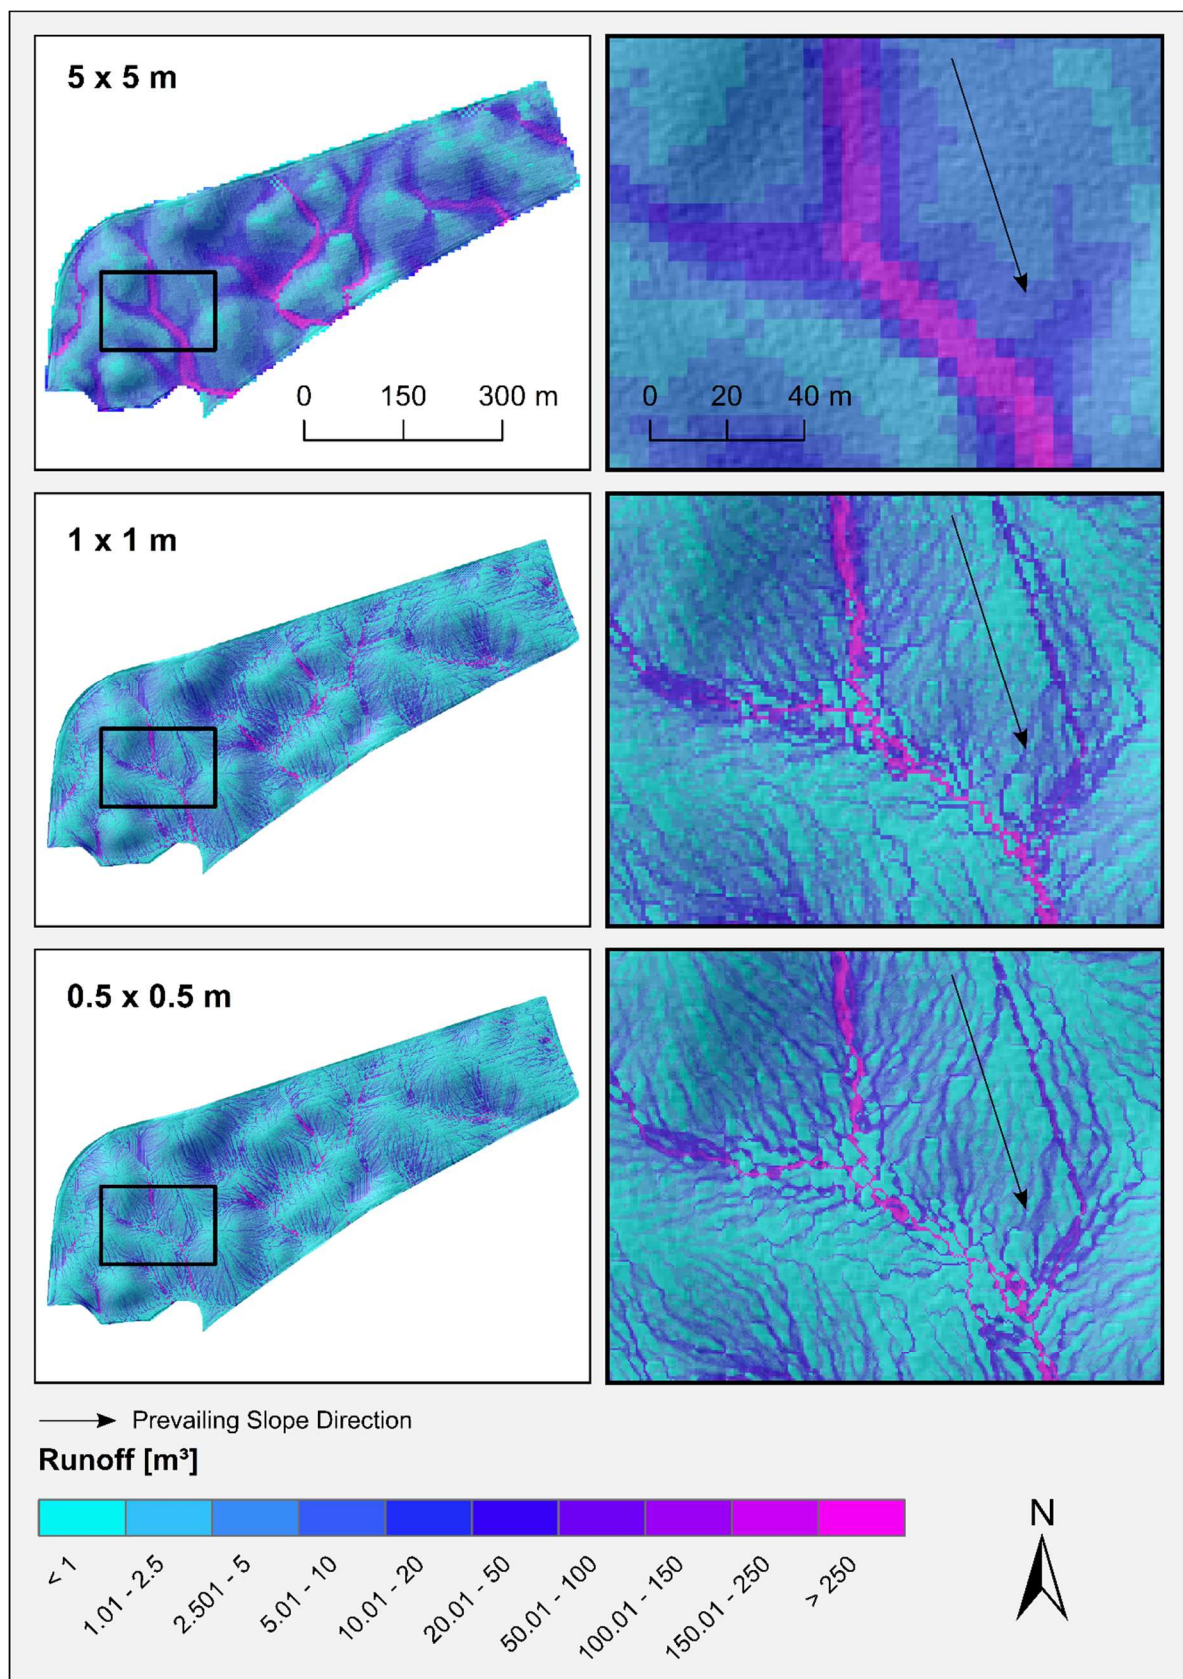 5 x 5 m
0 150 300 m
0 20 40 m
1 x 1 m
0.5 x 0.5 m
Prevailing Slope Direction
Runoff [m³]
N
< 1
1.01 - 2.5
2.501 - 5
5.01 - 10
10.01 - 20
20.01 - 50
50.01 - 100
100.01 - 150
150.01 - 250
> 250